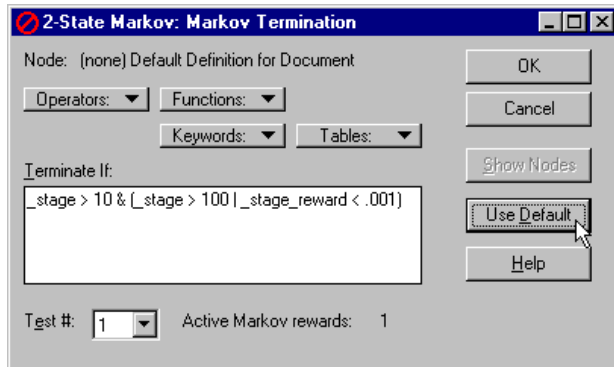 2-State Markov: Markov Termination
Node: (none) Default Definition for Document
OK
Operators:
Functions:
Cancel
Keywords:
Tables:
Terminate If:
Show Nodes
_stage > 10 & (_stage > 100 | _stage_reward < .001)
Use Default
Help
Test #: 1 Active Markov rewards: 1